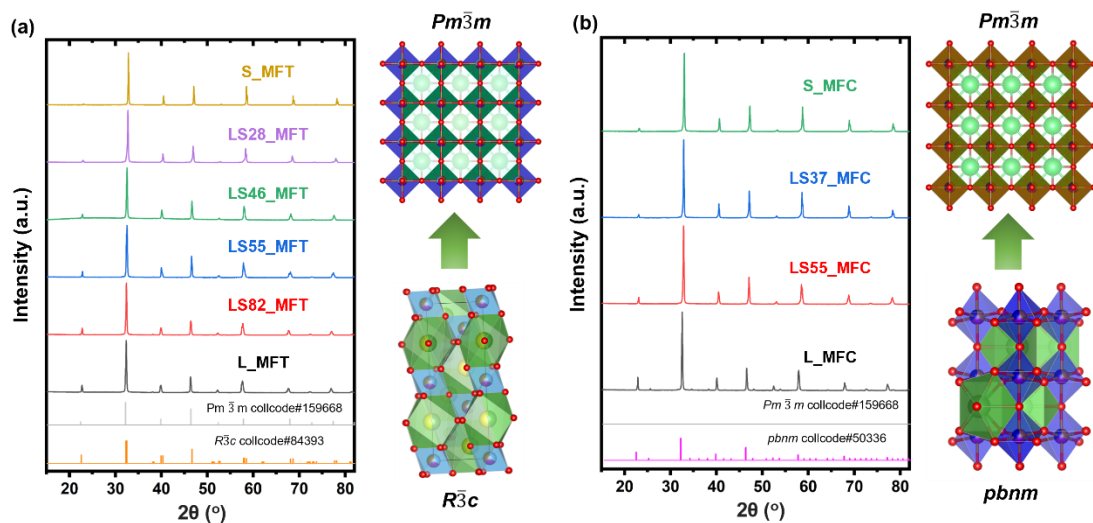 (a)
Intensity (a.u.)
S_MFT
LS28_MFT
LS46_MFT
LS55_MFT
LS82_MFT
L_MFT
Pm 3̅ m collcode#159668
R3̅c collcode#84393
20 30 40 50 60 70 80
2θ (°)
Pm3̅m
R3̅c
(b)
Intensity (a.u.)
S_MFC
LS37_MFC
LS55_MFC
L_MFC
Pm 3̅ m collcode#159668
pbnm collcode#50336
20 30 40 50 60 70 80
2θ (°)
Pm3̅m
pbnm